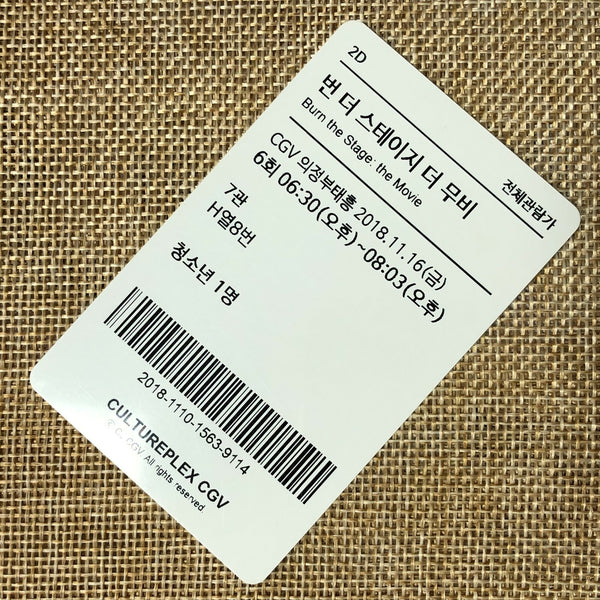 2D
전체관람가
번 더 스테이지 더 무비
Burn the Stage: the Movie
CGV 의정부태흥 2018.11.16(금)
6회 06:30(오후)~08:03(오후)
7관
H열8번
청소년 1명
2018-1110-1563-9114
CULTUREPLEX CGV
CGV All rights reserved